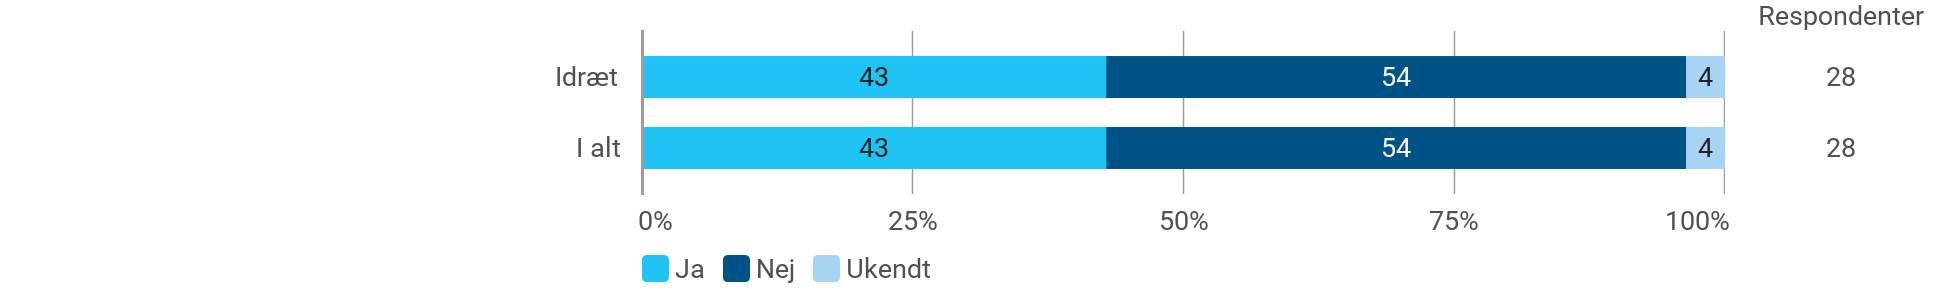 Respondenter
Idræt 43 54 4 28
I alt 43 54 4 28
0% 25% 50% 75% 100%
Ja Nej Ukendt